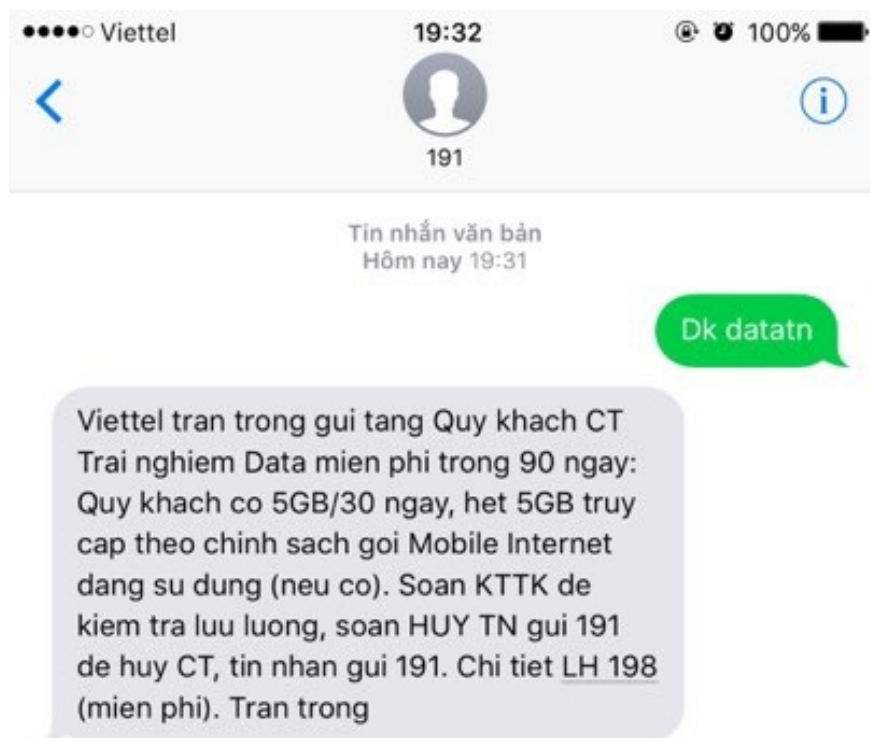 Viettel 19:32 100%
191
Tin nhắn văn bản
Hôm nay 19:31
Dk datatn
Viettel tran trong gui tang Quy khach CT
Trai nghiem Data mien phi trong 90 ngay:
Quy khach co 5GB/30 ngay, het 5GB truy
cap theo chinh sach goi Mobile Internet
dang su dung (neu co). Soan KTTK de
kiem tra luu luong, soan HUY TN gui 191
de huy CT, tin nhan gui 191. Chi tiet LH 198
(mien phi). Tran trong